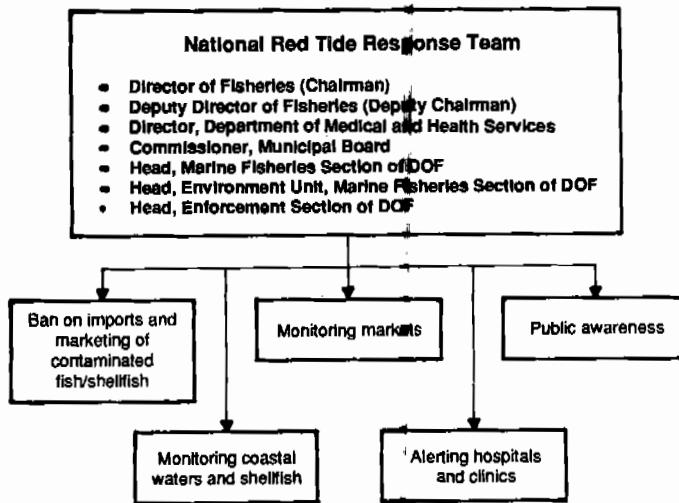 National Red Tide Response Team
• Director of Fisheries (Chairman)
• Deputy Director of Fisheries (Deputy Chairman)
• Director, Department of Medical and Health Services
• Commissioner, Municipal Board
• Head, Marine Fisheries Section of DOF
• Head, Environment Unit, Marine Fisheries Section of DOF
• Head, Enforcement Section of DOF
Ban on imports and
marketing of
contaminated
fish/shellfish
Monitoring markets
Public awareness
Monitoring coastal
waters and shellfish
Alerting hospitals
and clinics